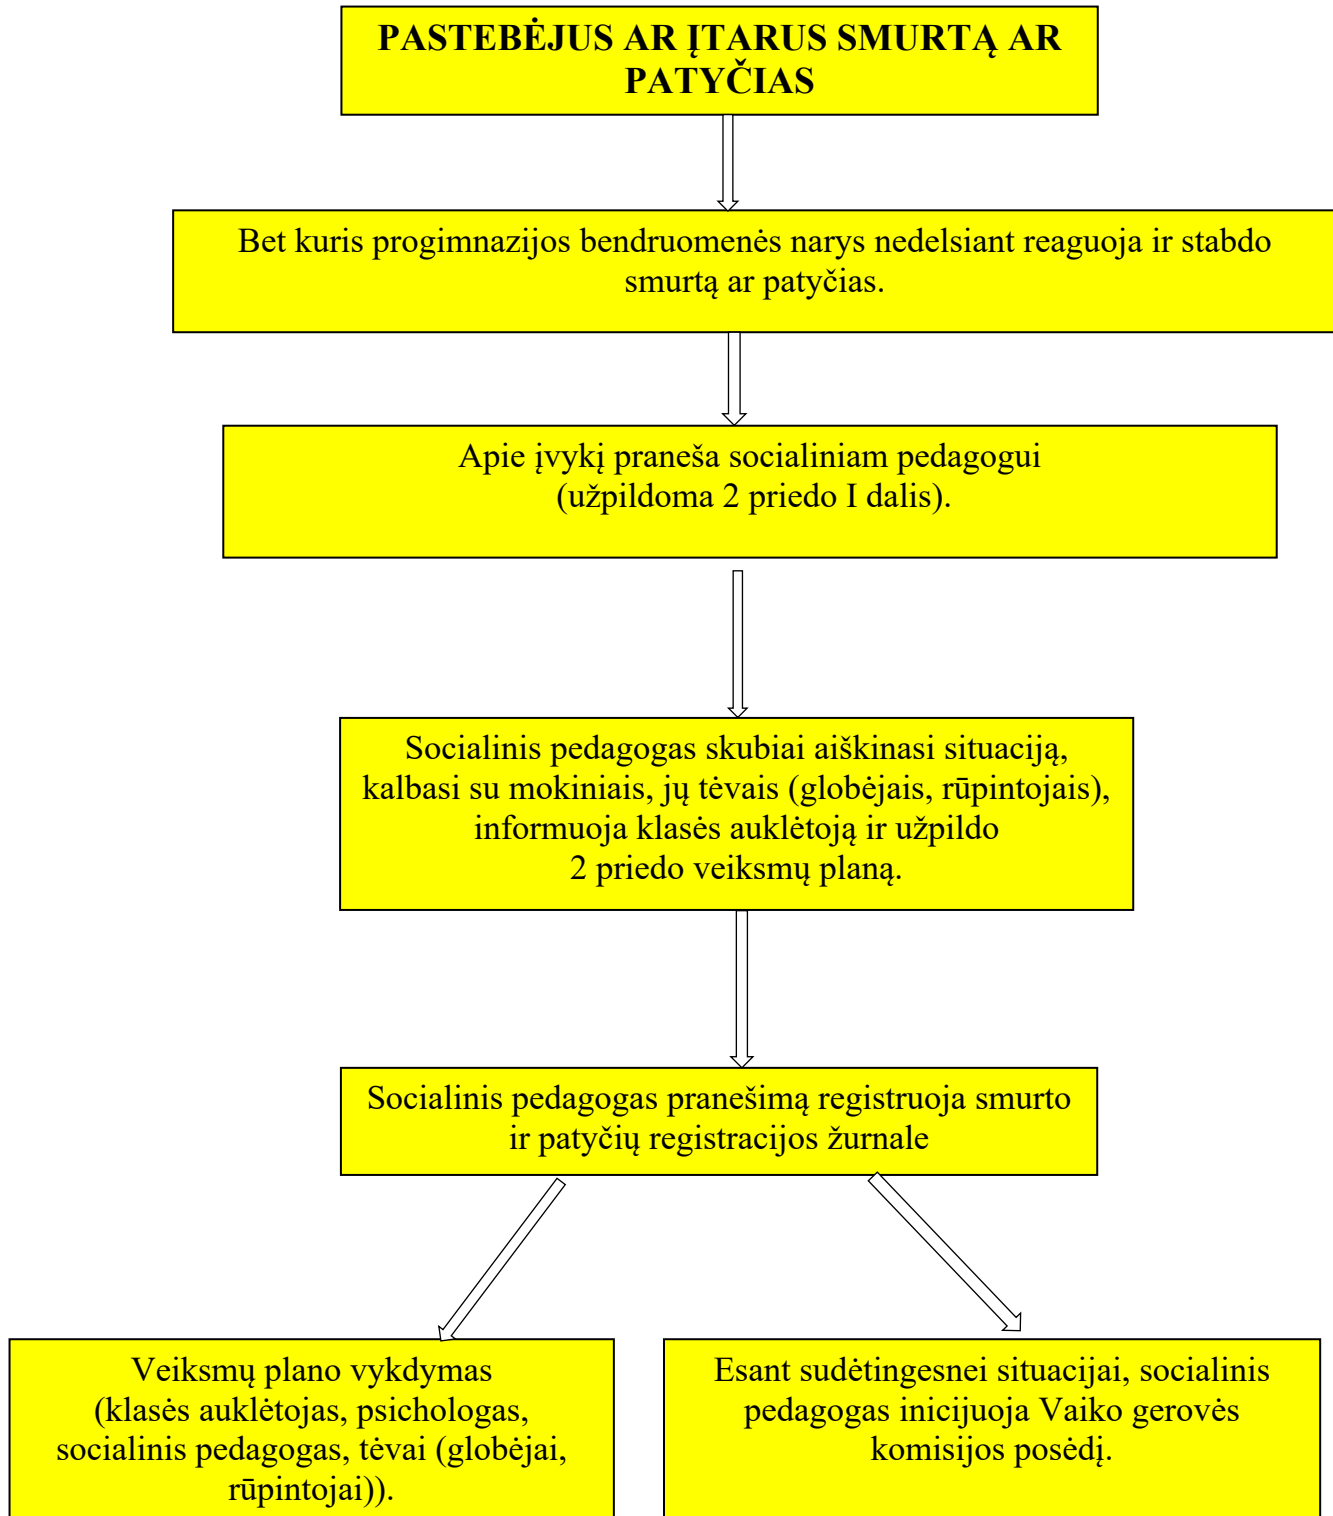 PASTEBĖJUS AR ĮTARUS SMURTĄ AR
PATYČIAS
Bet kuris progimnazijos bendruomenės narys nedelsiant reaguoja ir stabdo
smurtą ar patyčias.
Apie įvykį praneša socialiniam pedagogui
(užpildoma 2 priedo I dalis).
Socialinis pedagogas skubiai aiškinasi situaciją,
kalbasi su mokiniais, jų tėvais (globėjais, rūpintojais),
informuoja klasės auklėtoją ir užpildo
2 priedo veiksmų planą.
Socialinis pedagogas pranešimą registruoja smurto
ir patyčių registracijos žurnale
Veiksmų plano vykdymas
(klasės auklėtojas, psichologas,
socialinis pedagogas, tėvai (globėjai,
rūpintojai)).
Esant sudėtingesnei situacijai, socialinis
pedagogas inicijuoja Vaiko gerovės
komisijos posėdį.